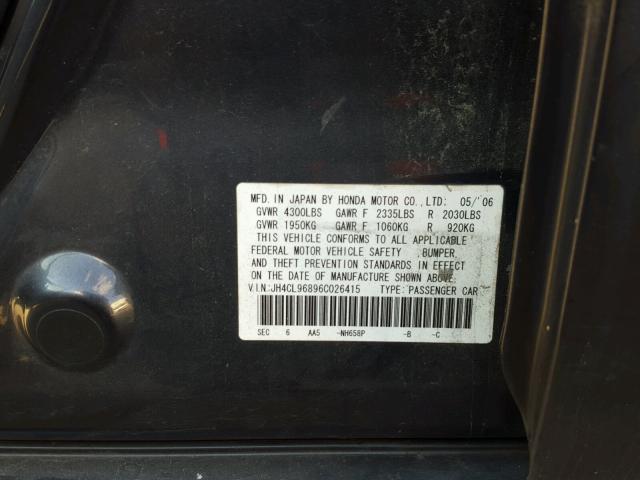 MFD. IN JAPAN BY HONDA MOTOR CO.,LTD: 05/'06
GVWR 4300LBS GAWR F 2335LBS R 2030LBS
GVWR 1950KG GAWR F 1060KG R 920KG
THIS VEHICLE CONFORMS TO ALL APPLICABLE
FEDERAL MOTOR VEHICLE SAFETY ,BUMPER,
AND THEFT PREVENTION STANDARDS IN EFFECT
ON THE DATE OF MANUFACTURE SHOWN ABOVE.
V.I.N:JH4CL96896C026415 TYPE: PASSENGER CAR
SEC 6 AA5 -NH658P -B -C